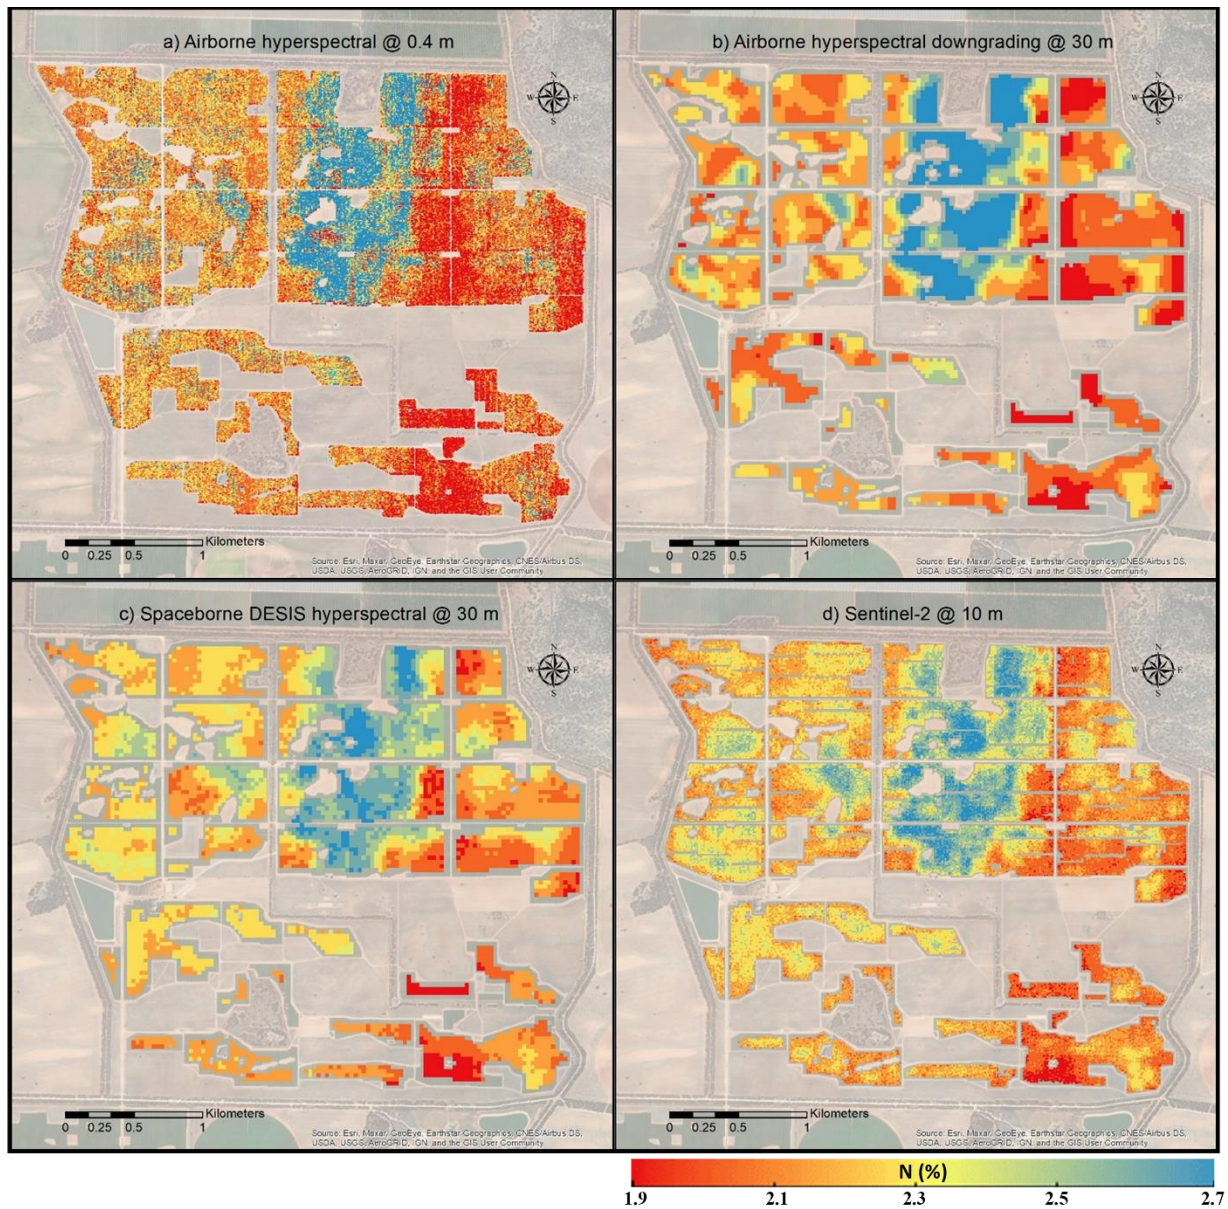 a) Airborne hyperspectral @ 0.4 m
N
W E
S
0 0.25 0.5 1 Kilometers
Source: Esri, Maxar, GeoEye, Earthstar Geographics, CNES/Airbus DS,
USDA, USGS, AeroGRID, IGN, and the GIS User Community
b) Airborne hyperspectral downgrading @ 30 m
N
W E
S
0 0.25 0.5 1 Kilometers
Source: Esri, Maxar, GeoEye, Earthstar Geographics, CNES/Airbus DS,
USDA, USGS, AeroGRID, IGN, and the GIS User Community
c) Spaceborne DESIS hyperspectral @ 30 m
N
W E
S
0 0.25 0.5 1 Kilometers
Source: Esri, Maxar, GeoEye, Earthstar Geographics, CNES/Airbus DS,
USDA, USGS, AeroGRID, IGN, and the GIS User Community
d) Sentinel-2 @ 10 m
N
W E
S
0 0.25 0.5 1 Kilometers
Source: Esri, Maxar, GeoEye, Earthstar Geographics, CNES/Airbus DS,
USDA, USGS, AeroGRID, IGN, and the GIS User Community
N (%)
1.9 2.1 2.3 2.5 2.7